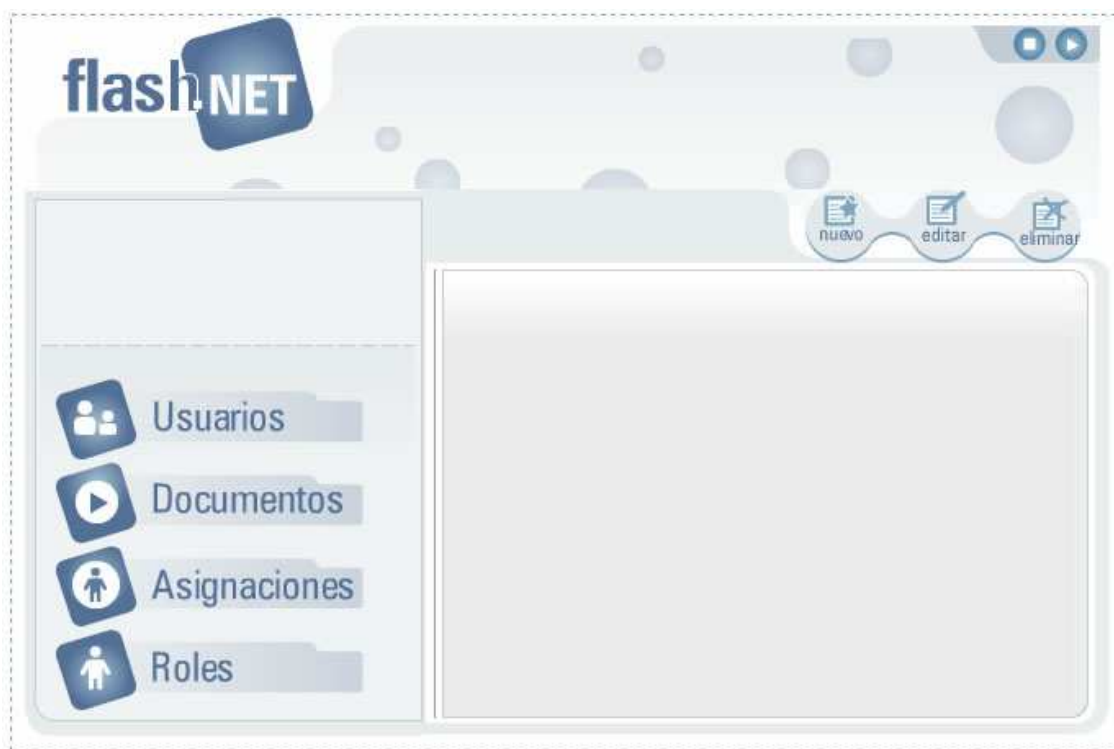 flash.NET
nuevo
editar
eliminar
Usuarios
Documentos
Asignaciones
Roles